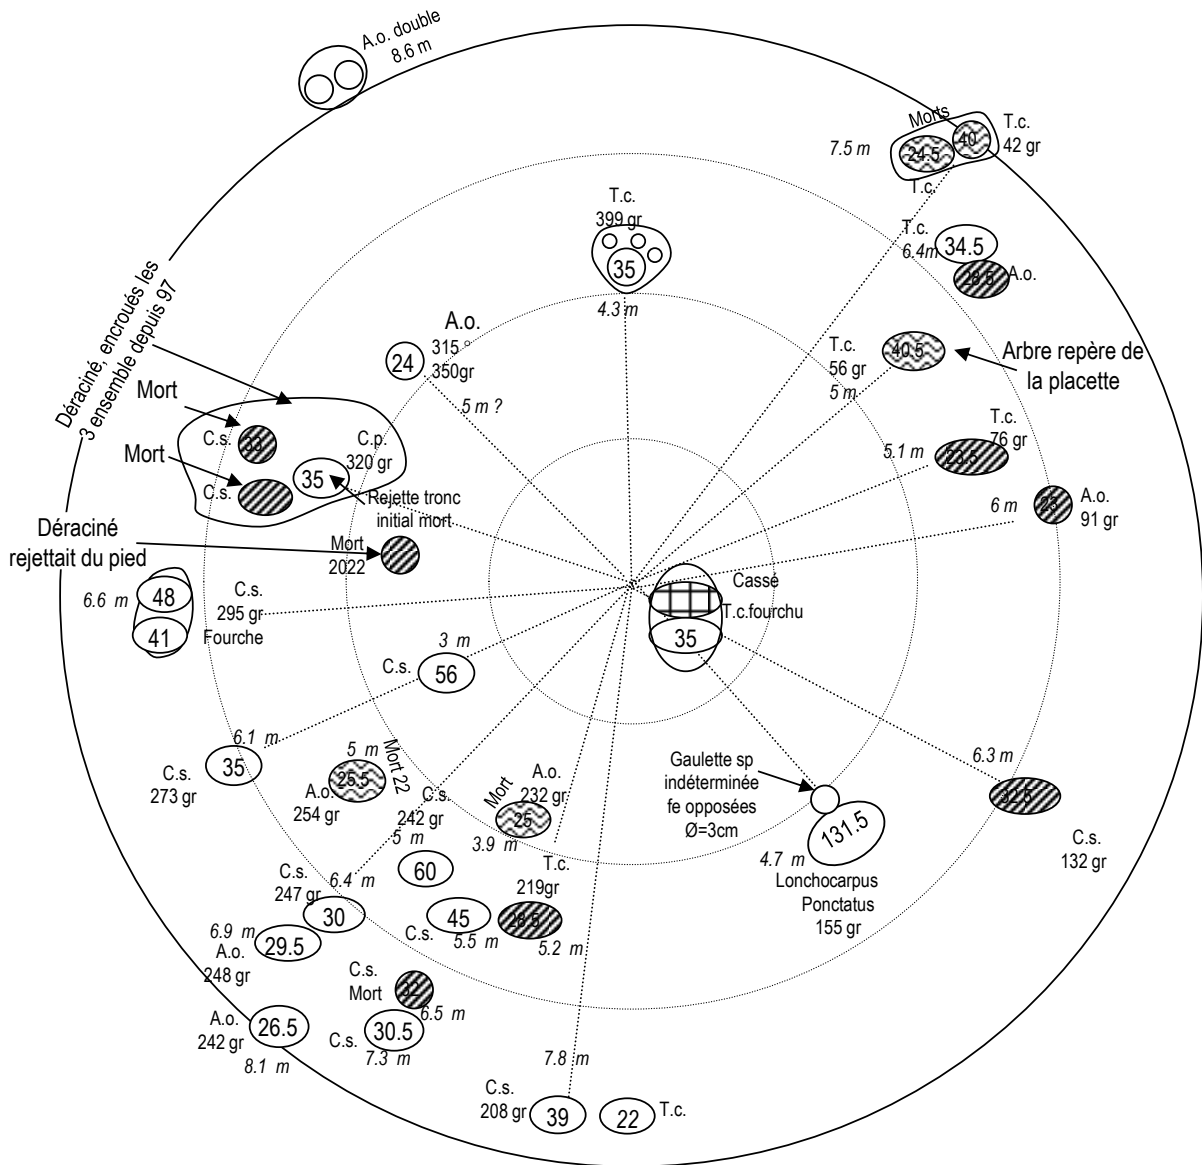 A.o. double
8.6 m
Morts
24.5
40
T.c.
42 gr
7.5 m
T.c.
T.c.
399 gr
35
4.3 m
T.c.
6.4m
34.5
28.5
A.o.
Déraciné, encroués les
3 ensemble depuis 97
A.o.
315 °
350gr
24
5 m ?
T.c.
56 gr
40.5
5 m
Arbre repère de
la placette
Mort
C.s.
33
Mort
C.s.
C.p.
320 gr
35
Rejette tronc
initial mort
T.c.
76 gr
5.1 m
23.5
6 m
23
A.o.
91 gr
Déraciné
rejettait du pied
Mort
2022
6.6 m
48
41
C.s.
295 gr
Fourche
Cassé
T.c.fourchu
35
3 m
C.s.
56
6.1 m
35
C.s.
273 gr
5 m
Mort 22
25.5
A.o.
254 gr
C.s.
242 gr
5 m
60
Mort
A.o.
232 gr
25
3.9 m
Gaulette sp
indéterminée
fe opposées
Ø=3cm
131.5
4.7 m
Lonchocarpus
Ponctatus
155 gr
6.3 m
32.5
C.s.
132 gr
T.c.
219gr
28.5
5.2 m
45
C.s.
5.5 m
C.s.
247 gr
6.4 m
30
6.9 m
29.5
A.o.
248 gr
C.s.
Mort
32
6.5 m
30.5
C.s.
7.3 m
A.o.
242 gr
26.5
8.1 m
7.8 m
C.s.
208 gr
39
22
T.c.